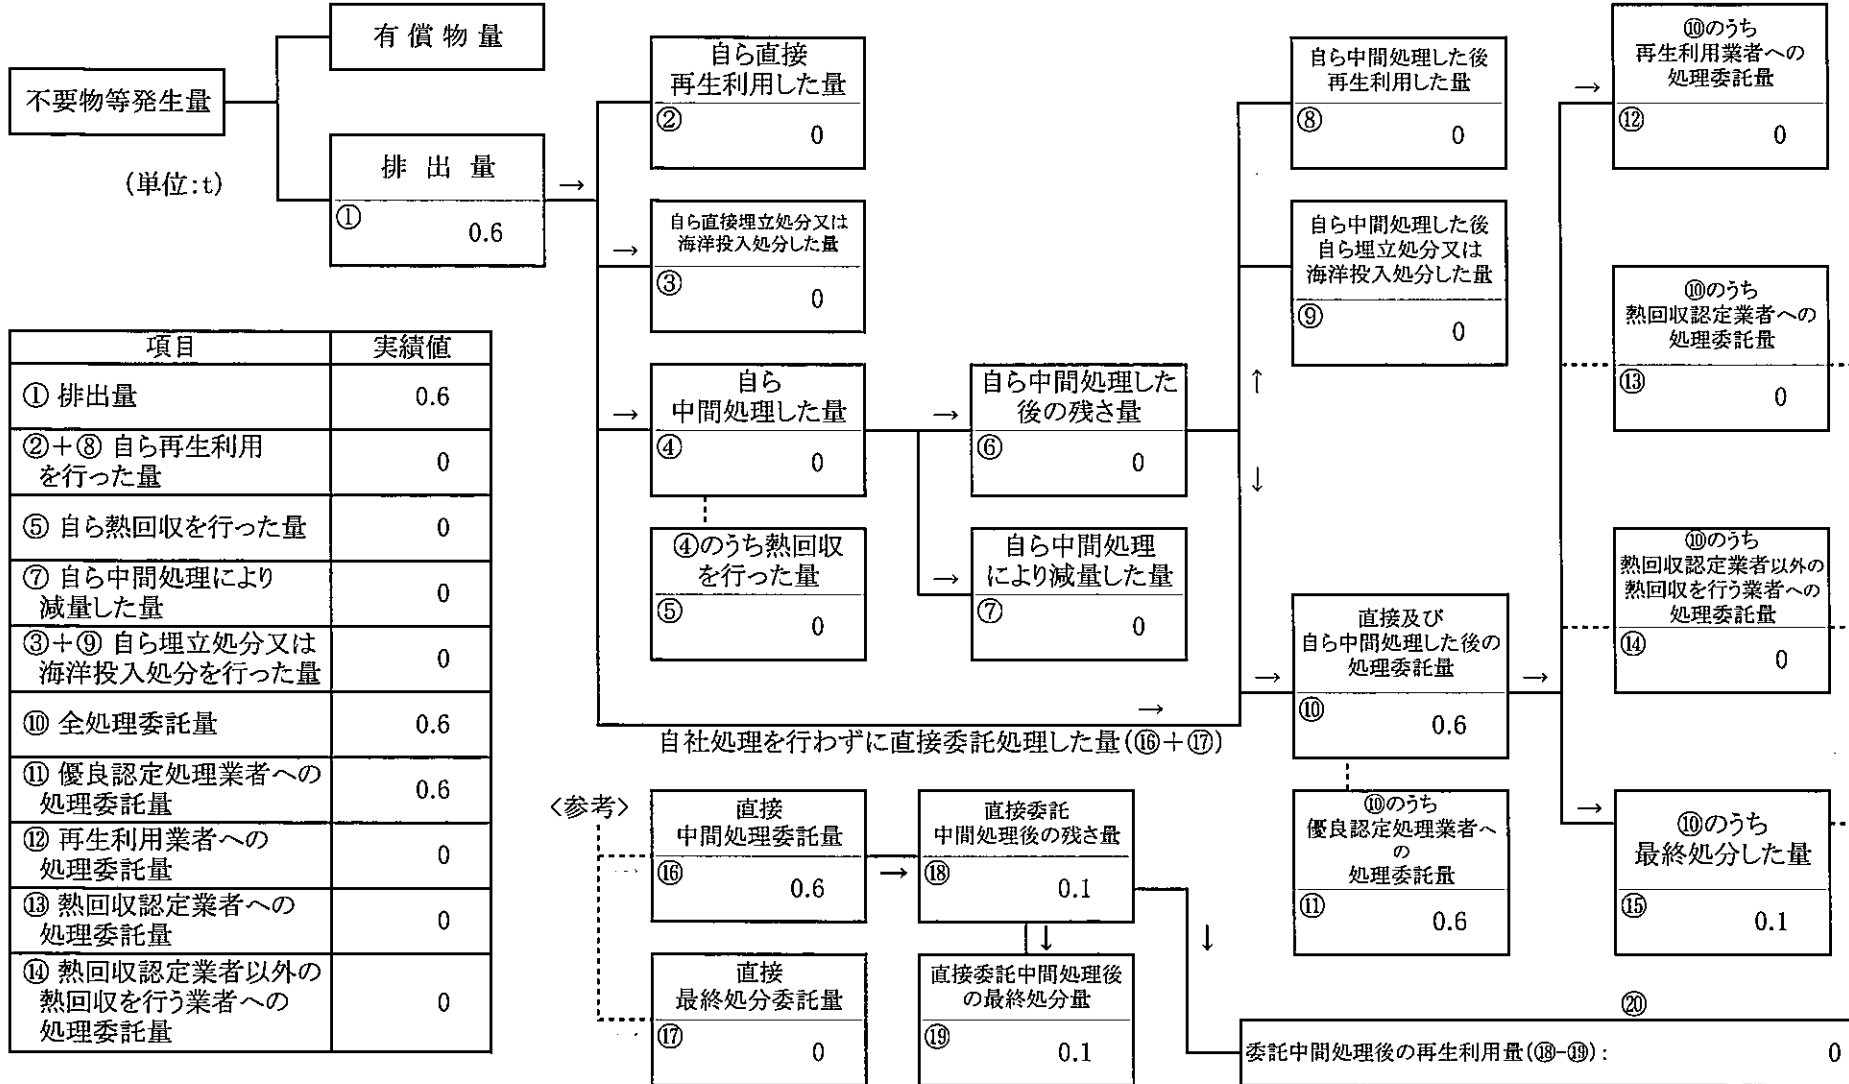 不要物等発生量
(単位:t)
有償物量
排出量
①
0.6
→
自ら直接
再生利用した量
②
0
→
自ら直接埋立処分又は
海洋投入処分した量
③
0
→
自ら
中間処理した量
④
0
④のうち熱回収
を行った量
⑤
0
→
自ら中間処理した
後の残さ量
⑥
0
→
自ら中間処理
により減量した量
⑦
0
↑
↓
自ら中間処理した後
再生利用した量
⑧
0
自ら中間処理した後
自ら埋立処分又は
海洋投入処分した量
⑨
0
→
自社処理を行わずに直接委託処理した量(⑯+⑰)
→
直接及び
自ら中間処理した後の
処理委託量
⑩
0.6
⑩のうち
優良認定処理業者へ
の
処理委託量
⑪
0.6
→
→
⑩のうち
再生利用業者への
処理委託量
⑫
0
⑩のうち
熱回収認定業者への
処理委託量
⑬
0
⑩のうち
熱回収認定業者以外の
熱回収を行う業者への
処理委託量
⑭
0
→
⑩のうち
最終処分した量
⑮
0.1
項目 実績値
① 排出量 0.6
②+⑧ 自ら再生利用
を行った量 0
⑤ 自ら熱回収を行った量 0
⑦ 自ら中間処理により
減量した量 0
③+⑨ 自ら埋立処分又は
海洋投入処分を行った量 0
⑩ 全処理委託量 0.6
⑪ 優良認定処理業者への
処理委託量 0.6
⑫ 再生利用業者への
処理委託量 0
⑬ 熱回収認定業者への
処理委託量 0
⑭ 熱回収認定業者以外の
熱回収を行う業者への
処理委託量 0
〈参考〉
直接
中間処理委託量
⑯
0.6
→
直接
最終処分委託量
⑰
0
直接委託
中間処理後の残さ量
⑱
0.1
↓
直接委託中間処理後
の最終処分量
⑲
0.1
↓
⑳
委託中間処理後の再生利用量(⑱-⑲): 0